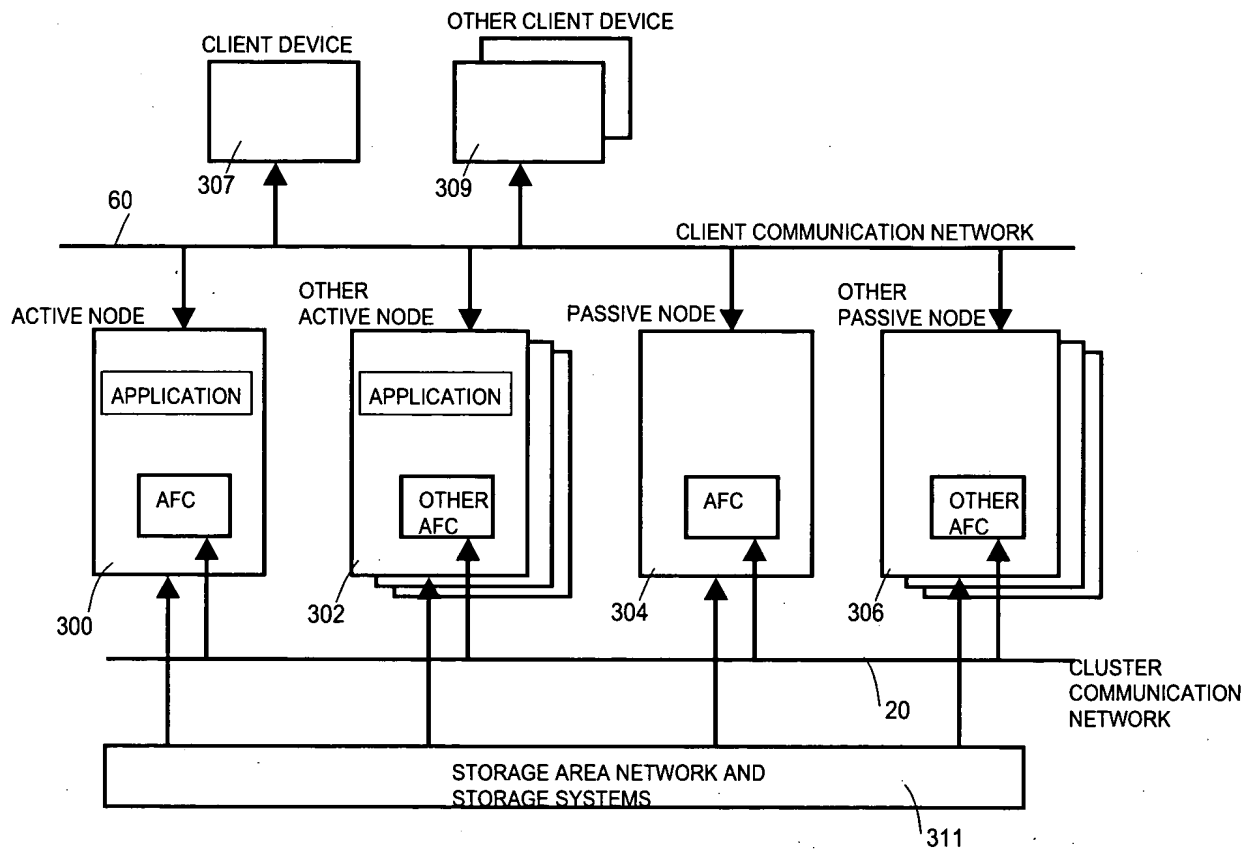 OTHER CLIENT DEVICE
CLIENT DEVICE
307
309
60
CLIENT COMMUNICATION NETWORK
ACTIVE NODE
OTHER
ACTIVE NODE
PASSIVE NODE
OTHER
PASSIVE NODE
APPLICATION
APPLICATION
AFC
OTHER
AFC
AFC
OTHER
AFC
300
302
304
306
20
CLUSTER
COMMUNICATION
NETWORK
STORAGE AREA NETWORK AND
STORAGE SYSTEMS
311